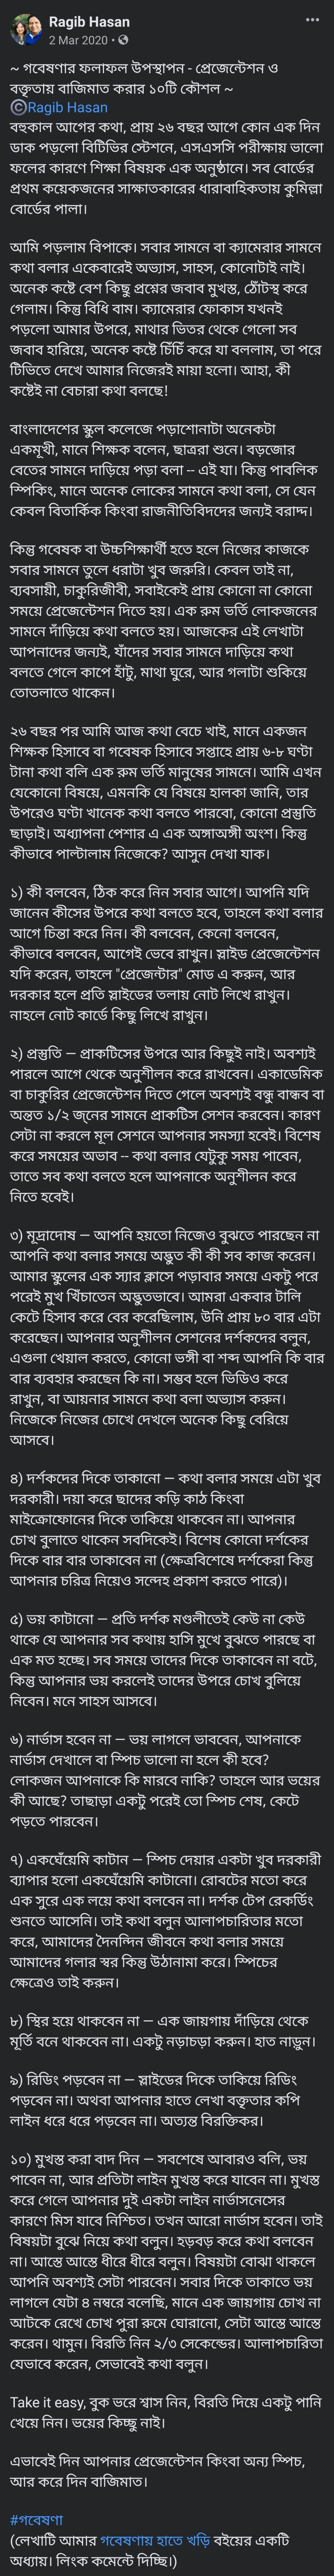 Ragib Hasan
2 Mar 2020 ·
~ গবেষণার ফলাফল উপস্থাপন - প্রেজেন্টেশন ও
বক্তৃতায় বাজিমাত করার ১০টি কৌশল ~
©Ragib Hasan
বহুকাল আগের কথা, প্রায় ২৬ বছর আগে কোন এক দিন
ডাক পড়লো বিটিভির স্টেশনে, এসএসসি পরীক্ষায় ভালো
ফলের কারণে শিক্ষা বিষয়ক এক অনুষ্ঠানে। সব বোর্ডের
প্রথম কয়েকজনের সাক্ষাতকারের ধারাবাহিকতায় কুমিল্লা
বোর্ডের পালা।
আমি পড়লাম বিপাকে। সবার সামনে বা ক্যামেরার সামনে
কথা বলার একেবারেই অভ্যাস, সাহস, কোনোটাই নাই।
অনেক কষ্টে বেশ কিছু প্রশ্নের জবাব মুখস্ত, ঠোঁটস্থ করে
গেলাম। কিন্তু বিধি বাম। ক্যামেরার ফোকাস যখনই
পড়লো আমার উপরে, মাথার ভিতর থেকে গেলো সব
জবাব হারিয়ে, অনেক কষ্টে চিঁচিঁ করে যা বললাম, তা পরে
টিভিতে দেখে আমার নিজেরই মায়া হলো। আহা, কী
কষ্টেই না বেচারা কথা বলছে!
বাংলাদেশের স্কুল কলেজে পড়াশোনাটা অনেকটা
একমূখী, মানে শিক্ষক বলেন, ছাত্ররা শুনে। বড়জোর
বেতের সামনে দাড়িয়ে পড়া বলা -- এই যা। কিন্তু পাবলিক
স্পিকিং, মানে অনেক লোকের সামনে কথা বলা, সে যেন
কেবল বিতার্কিক কিংবা রাজনীতিবিদদের জন্যই বরাদ্দ।
কিন্তু গবেষক বা উচ্চশিক্ষার্থী হতে হলে নিজের কাজকে
সবার সামনে তুলে ধরাটা খুব জরুরি। কেবল তাই না,
ব্যবসায়ী, চাকুরিজীবী, সবাইকেই প্রায় কোনো না কোনো
সময়ে প্রেজেন্টেশন দিতে হয়। এক রুম ভর্তি লোকজনের
সামনে দাঁড়িয়ে কথা বলতে হয়। আজকের এই লেখাটা
আপনাদের জন্যই, যাঁদের সবার সামনে দাড়িয়ে কথা
বলতে গেলে কাপে হাঁটু, মাথা ঘুরে, আর গলাটা শুকিয়ে
তোতলাতে থাকেন।
২৬ বছর পর আমি আজ কথা বেচে খাই, মানে একজন
শিক্ষক হিসাবে বা গবেষক হিসাবে সপ্তাহে প্রায় ৬-৮ ঘণ্টা
টানা কথা বলি এক রুম ভর্তি মানুষের সামনে। আমি এখন
যেকোনো বিষয়ে, এমনকি যে বিষয়ে হালকা জানি, তার
উপরেও ঘণ্টা খানেক কথা বলতে পারবো, কোনো প্রস্তুতি
ছাড়াই। অধ্যাপনা পেশার এ এক অঙ্গাঅঙ্গী অংশ। কিন্তু
কীভাবে পাল্টালাম নিজেকে? আসুন দেখা যাক।
১) কী বলবেন, ঠিক করে নিন সবার আগে। আপনি যদি
জানেন কীসের উপরে কথা বলতে হবে, তাহলে কথা বলার
আগে চিন্তা করে নিন। কী বলবেন, কেনো বলবেন,
কীভাবে বলবেন, আগেই ভেবে রাখুন। স্লাইড প্রেজেন্টেশন
যদি করেন, তাহলে "প্রেজেন্টার" মোড এ করুন, আর
দরকার হলে প্রতি স্লাইডের তলায় নোট লিখে রাখুন।
নাহলে নোট কার্ডে কিছু লিখে রাখুন।
২) প্রস্তুতি — প্রাকটিসের উপরে আর কিছুই নাই। অবশ্যই
পারলে আগে থেকে অনুশীলন করে রাখবেন। একাডেমিক
বা চাকুরির প্রেজেন্টেশন দিতে গেলে অবশ্যই বন্ধু বান্ধব বা
অন্তত ১/২ জ্নের সামনে প্রাকটিস সেশন করবেন। কারণ
সেটা না করলে মূল সেশনে আপনার সমস্যা হবেই। বিশেষ
করে সময়ের অভাব -- কথা বলার যেটুকু সময় পাবেন,
তাতে সব কথা বলতে হলে আপনাকে অনুশীলন করে
নিতে হবেই।
৩) মূদ্রাদোষ — আপনি হয়তো নিজেও বুঝতে পারছেন না
আপনি কথা বলার সময়ে অদ্ভুত কী কী সব কাজ করেন।
আমার স্কুলের এক স্যার ক্লাসে পড়াবার সময়ে একটু পরে
পরেই মুখ খিঁচাতেন অদ্ভুতভাবে। আমরা একবার টালি
কেটে হিসাব করে বের করেছিলাম, উনি প্রায় ৮০ বার এটা
করেছেন। আপনার অনুশীলন সেশনের দর্শকদের বলুন,
এগুলা খেয়াল করতে, কোনো ভঙ্গী বা শব্দ আপনি কি বার
বার ব্যবহার করছেন কি না। সম্ভব হলে ভিডিও করে
রাখুন, বা আয়নার সামনে কথা বলা অভ্যাস করুন।
নিজেকে নিজের চোখে দেখলে অনেক কিছু বেরিয়ে
আসবে।
৪) দর্শকদের দিকে তাকানো — কথা বলার সময়ে এটা খুব
দরকারী। দয়া করে ছাদের কড়ি কাঠ কিংবা
মাইক্রোফোনের দিকে তাকিয়ে থাকবেন না। আপনার
চোখ বুলাতে থাকেন সবদিকেই। বিশেষ কোনো দর্শকের
দিকে বার বার তাকাবেন না (ক্ষেত্রবিশেষে দর্শকেরা কিন্তু
আপনার চরিত্র নিয়েও সন্দেহ প্রকাশ করতে পারে)।
৫) ভয় কাটানো — প্রতি দর্শক মণ্ডলীতেই কেউ না কেউ
থাকে যে আপনার সব কথায় হাসি মুখে বুঝতে পারছে বা
এক মত হচ্ছে। সব সময়ে তাদের দিকে তাকাবেন না বটে,
কিন্তু আপনার ভয় করলেই তাদের উপরে চোখ বুলিয়ে
নিবেন। মনে সাহস আসবে।
৬) নার্ভাস হবেন না — ভয় লাগলে ভাববেন, আপনাকে
নার্ভাস দেখালে বা স্পিচ ভালো না হলে কী হবে?
লোকজন আপনাকে কি মারবে নাকি? তাহলে আর ভয়ের
কী আছে? তাছাড়া একটু পরেই তো স্পিচ শেষ, কেটে
পড়তে পারবেন।
৭) একঘেঁয়েমি কাটান — স্পিচ দেয়ার একটা খুব দরকারী
ব্যাপার হলো একঘেঁয়েমি কাটানো। রোবটের মতো করে
এক সুরে এক লয়ে কথা বলবেন না। দর্শক টেপ রেকর্ডিং
শুনতে আসেনি। তাই কথা বলুন আলাপচারিতার মতো
করে, আমাদের দৈনন্দিন জীবনে কথা বলার সময়ে
আমাদের গলার স্বর কিন্তু উঠানামা করে। স্পিচের
ক্ষেত্রেও তাই করুন।
৮) স্থির হয়ে থাকবেন না — এক জায়গায় দাঁড়িয়ে থেকে
মূর্তি বনে থাকবেন না। একটু নড়াচড়া করুন। হাত নাড়ুন।
৯) রিডিং পড়বেন না — স্লাইডের দিকে তাকিয়ে রিডিং
পড়বেন না। অথবা আপনার হাতে লেখা বক্তৃতার কপি
লাইন ধরে ধরে পড়বেন না। অত্যন্ত বিরক্তিকর।
১০) মুখস্ত করা বাদ দিন — সবশেষে আবারও বলি, ভয়
পাবেন না, আর প্রতিটা লাইন মুখস্ত করে যাবেন না। মুখস্ত
করে গেলে আপনার দুই একটা লাইন নার্ভাসনেসের
কারণে মিস যাবে নিশ্চিত। তখন আরো নার্ভাস হবেন। তাই
বিষয়টা বুঝে নিয়ে কথা বলুন। হড়বড় করে কথা বলবেন
না। আস্তে আস্তে ধীরে ধীরে বলুন। বিষয়টা বোঝা থাকলে
আপনি অবশ্যই সেটা পারবেন। সবার দিকে তাকাতে ভয়
লাগলে যেটা ৪ নম্বরে বলেছি, মানে এক জায়গায় চোখ না
আটকে রেখে চোখ পুরা রুমে ঘোরানো, সেটা আস্তে আস্তে
করেন। থামুন। বিরতি নিন ২/৩ সেকেন্ডের। আলাপচারিতা
যেভাবে করেন, সেভাবেই কথা বলুন।
Take it easy, বুক ভরে শ্বাস নিন, বিরতি দিয়ে একটু পানি
খেয়ে নিন। ভয়ের কিচ্ছু নাই।
এভাবেই দিন আপনার প্রেজেন্টেশন কিংবা অন্য স্পিচ,
আর করে দিন বাজিমাত।
#গবেষণা
(লেখাটি আমার গবেষণায় হাতে খড়ি বইয়ের একটি
অধ্যায়। লিংক কমেন্টে দিচ্ছি।)